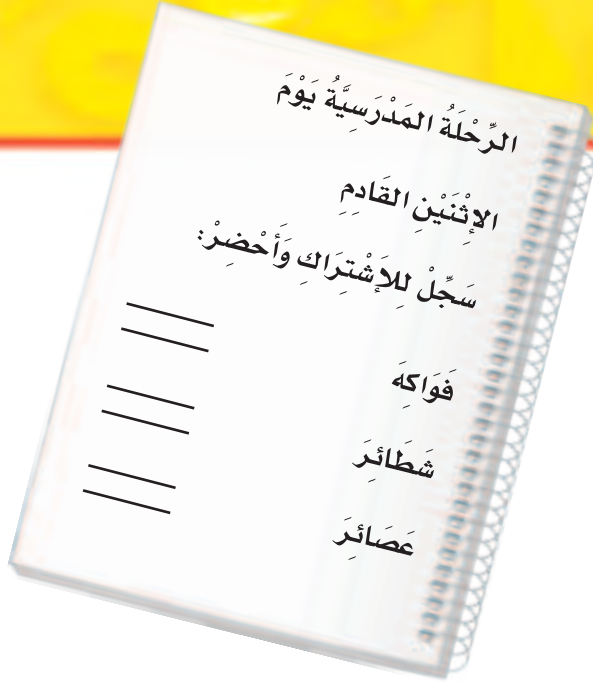 الرِّحْلَةُ المَدْرَسِيَّةُ يَوْمَ
الإِثْنَيْنِ القَادِمِ
سَجِّلْ لِلاِشْتِرَاكِ وَأَحْضِرْ:
فَوَاكِهَ
شَطَائِرَ
عَصَائِرَ